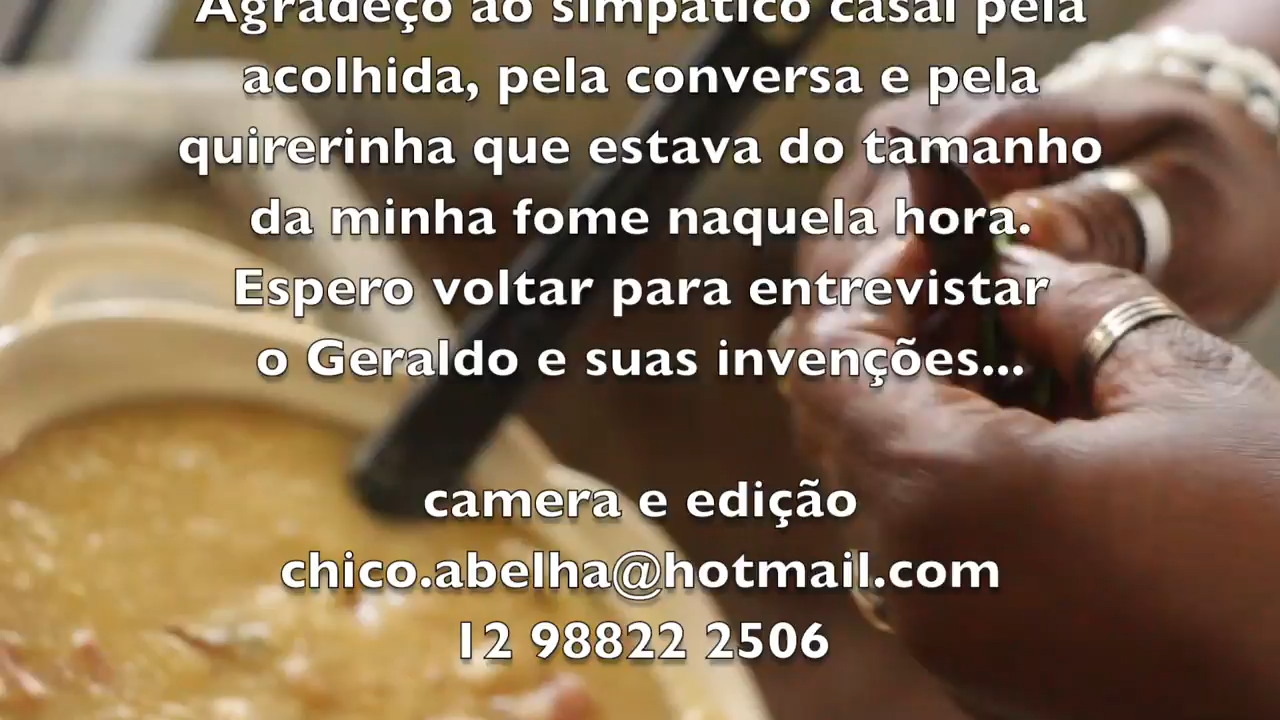 Agradeço ao simpático casal pela
acolhida, pela conversa e pela
quirerinha que estava do tamanho
da minha fome naquela hora.
Espero voltar para entrevistar
o Geraldo e suas invenções...
camera e edição
chico.abelha@hotmail.com
12 98822 2506